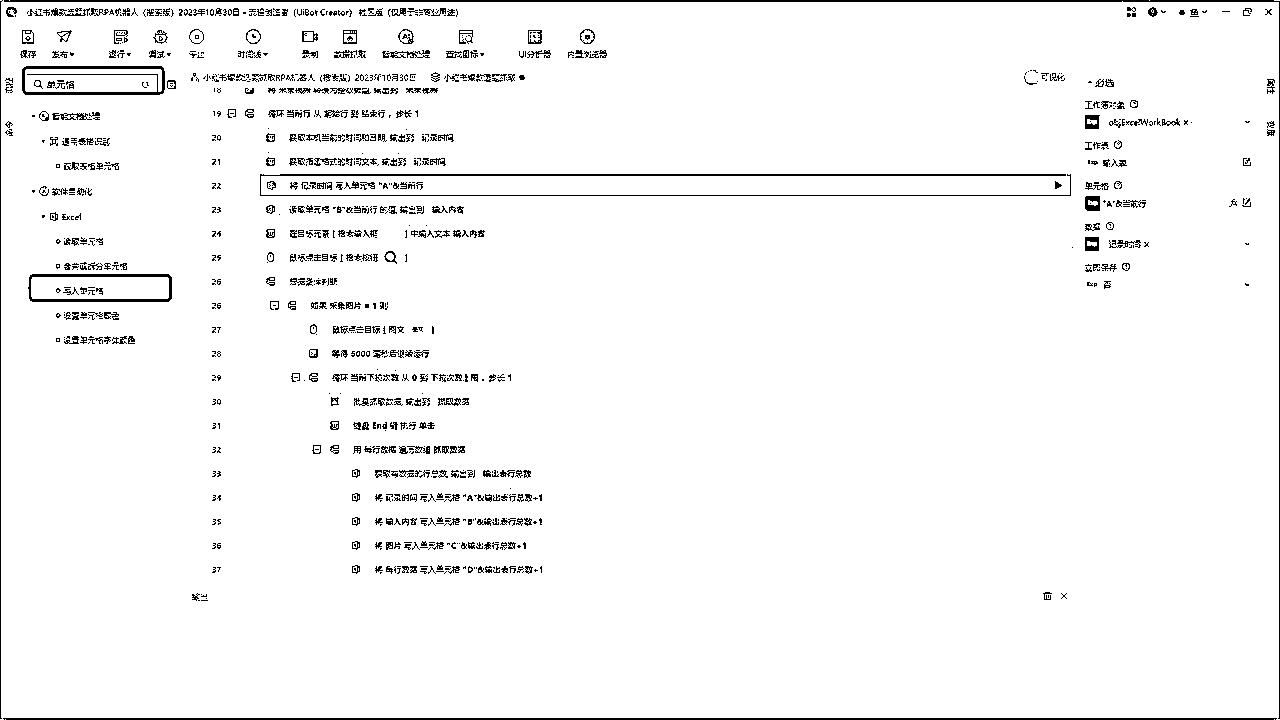 小红书爆款选题抓取RPA机器人（搜索版）2023年10月30日 - 流程创造者（UiBot Creator） 社区版（仅用于非商业用途）
保存 发布 运行 调试 停止 时间线 录制 数据抓取 智能文档处理 查找图标 UI分析器 内置浏览器
单元格
小红书爆款选题抓取RPA机器人（搜索版）2023年10月30日 小红书爆款选题抓取 可视化
命令
智能文档处理
通用表格识别
获取表格单元格
软件自动化
Excel
读取单元格
合并或拆分单元格
写入单元格
设置单元格颜色
设置单元格字体颜色
18
19 循环 当前行 从 起始行 到 结束行，步长 1
20 获取本机当前的时间和日期, 输出到 记录时间
21 获取指定格式的时间文本, 输出到 记录时间
22 将 记录时间 写入单元格 "A"&当前行
23 读取单元格 "B"&当前行 的值, 输出到 输入内容
24 在目标元素 [ 搜索输入框 ] 中输入文本 输入内容
25 鼠标点击目标 [ 搜索按钮 ]
26
26 如果 采集图片 = 1 则
27 鼠标点击目标 [ 图文 ]
28 等待 5000 毫秒后继续运行
29 循环 当前下拉次数 从 0 到 下拉次数上限，步长 1
30 批量抓取数据, 输出到 抓取数据
31 键盘 End 键 执行 单击
32 用 每行数据 遍历数组 抓取数据
33 获取有数据的行总数, 输出到 输出表行总数
34 将 记录时间 写入单元格 "A"&输出表行总数+1
35 将 输入内容 写入单元格 "B"&输出表行总数+1
36 将 图片 写入单元格 "C"&输出表行总数+1
37 将 每行数据 写入单元格 "D"&输出表行总数+1
输出
必选
工作簿对象
Exp objExcelWorkBook ×
工作表
Exp 输入表
单元格
Exp "A"&当前行
数据
Exp 记录时间 ×
立即保存
Exp 否
属性
变量